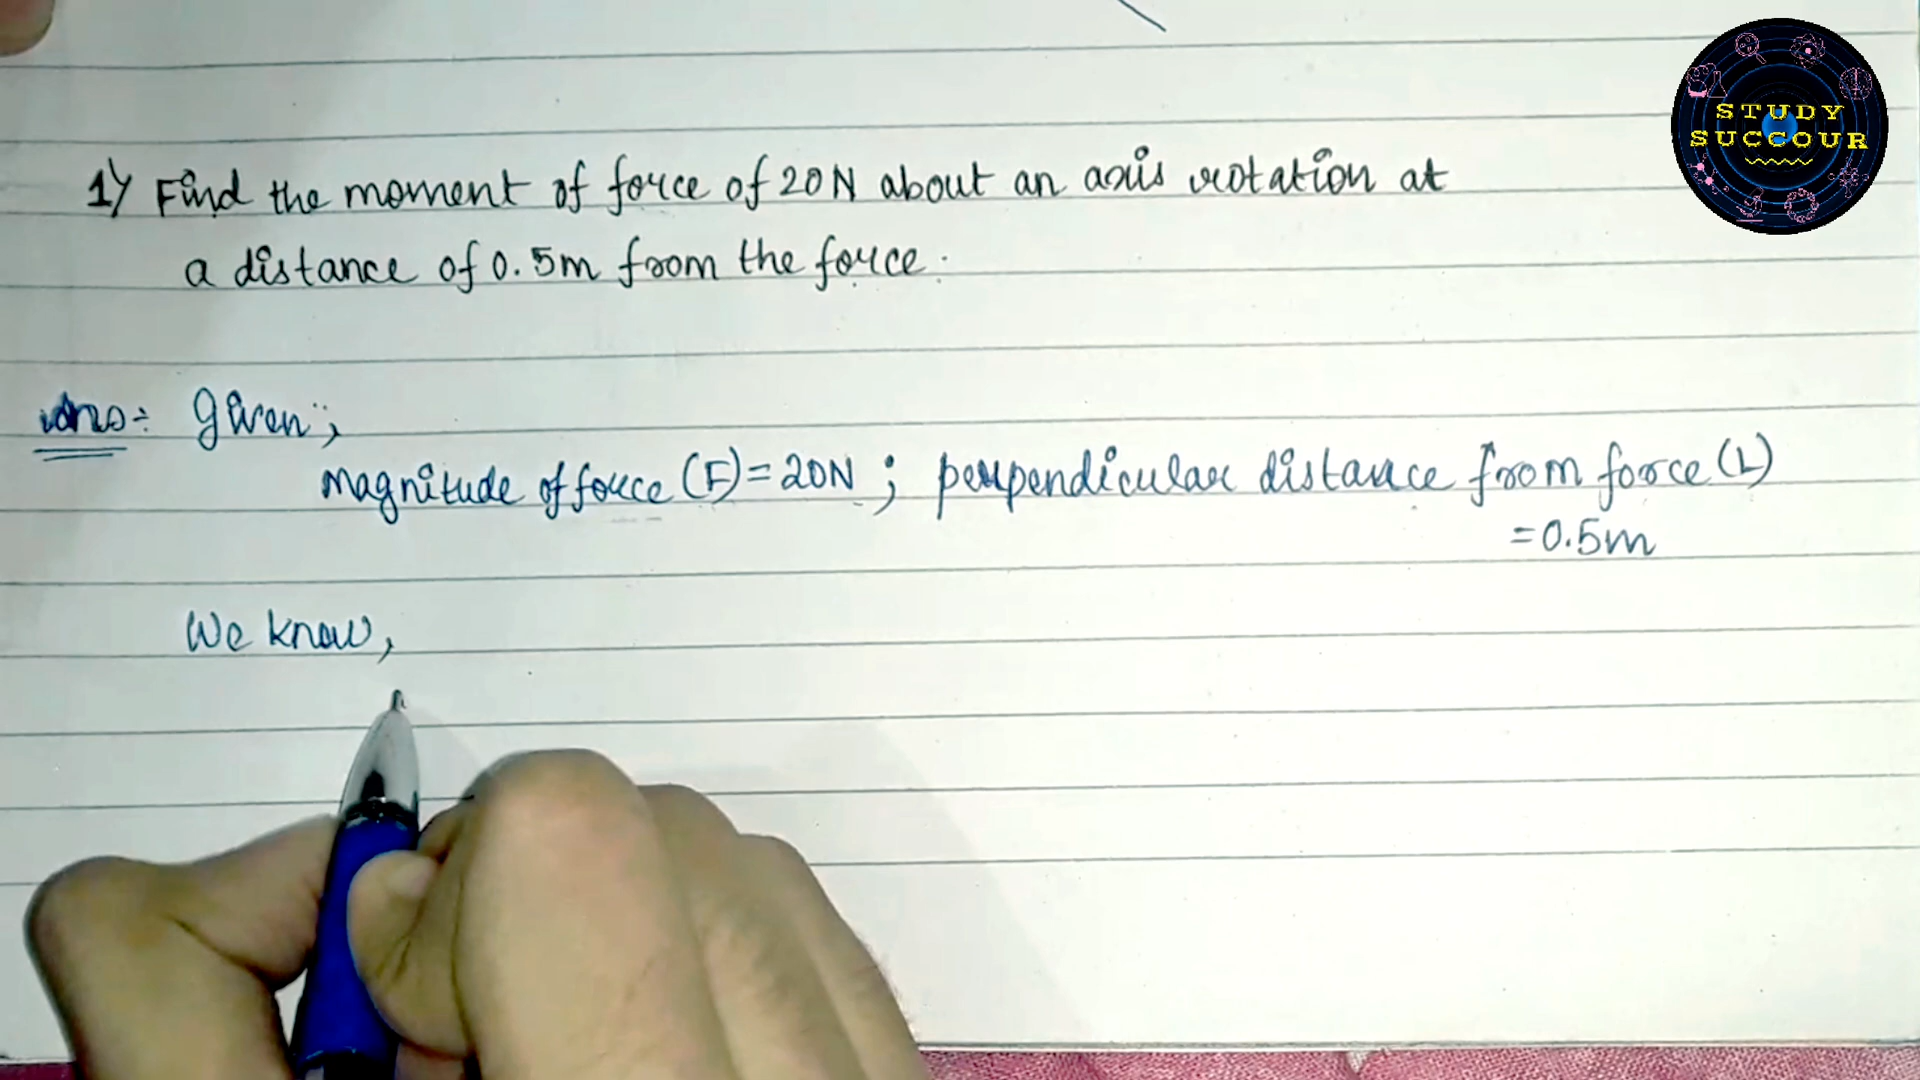 1) Find the moment of force of 20N about an axis rotation at
a distance of 0.5m from the force.
Ans:- Given;
Magnitude of force (F) = 20N ; perpendicular distance from force (L)
= 0.5m
We know,
STUDY
SUCCOUR